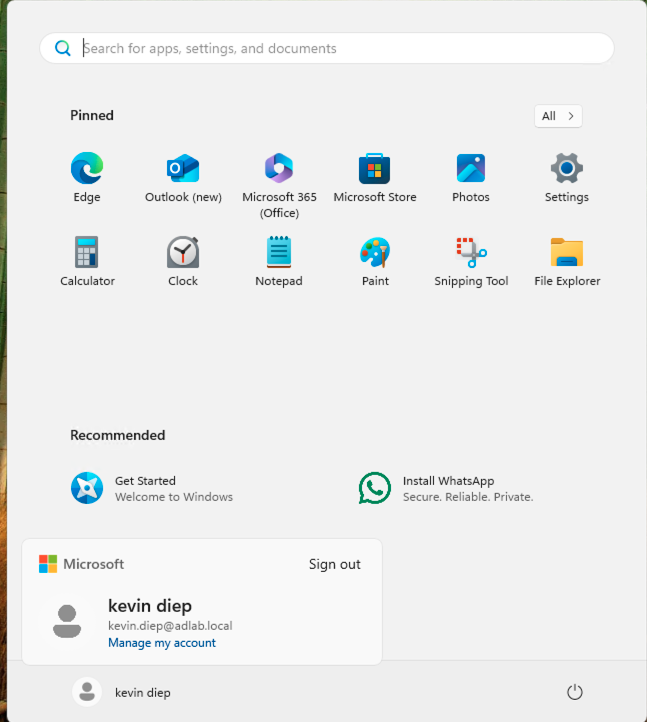 Search for apps, settings, and documents
Pinned
All
Edge
Outlook (new)
Microsoft 365
(Office)
Microsoft Store
Photos
Settings
Calculator
Clock
Notepad
Paint
Snipping Tool
File Explorer
Recommended
Get Started
Welcome to Windows
Install WhatsApp
Secure. Reliable. Private.
Microsoft
Sign out
kevin diep
kevin.diep@adlab.local
Manage my account
kevin diep